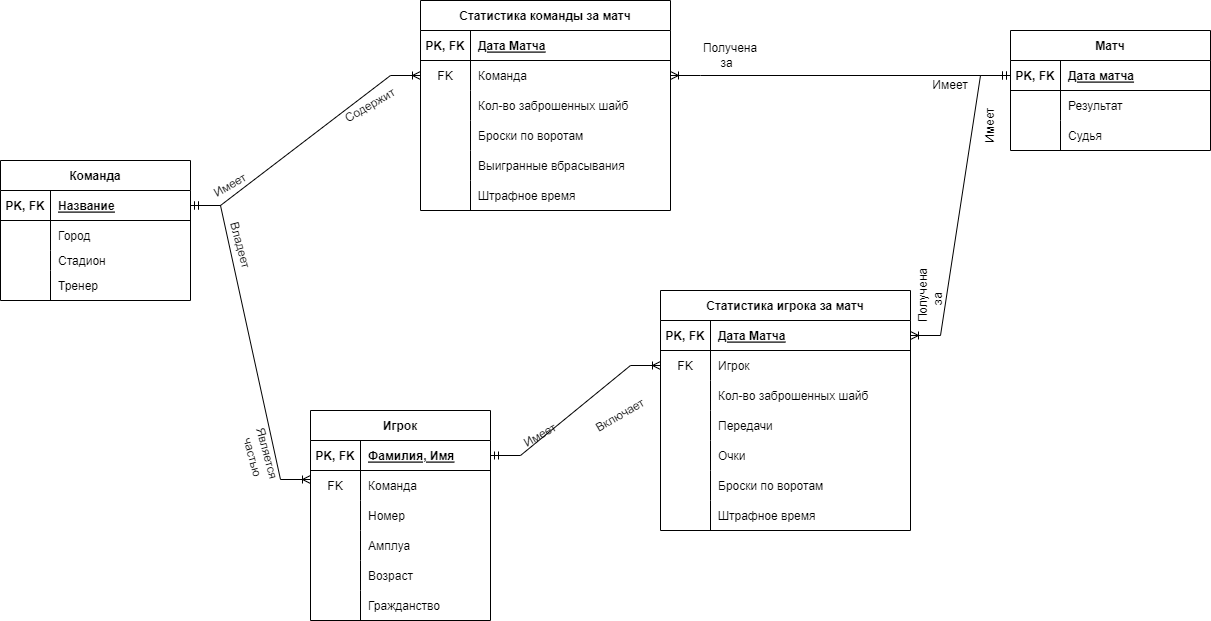 Статистика команды за матч
PK, FK Дата Матча
FK Команда
Кол-во заброшенных шайб
Броски по воротам
Выигранные вбрасывания
Штрафное время
Получена
за
Имеет
Матч
PK, FK Дата матча
Результат
Судья
Имеет
Содержит
Имеет
Команда
PK, FK Название
Город
Стадион
Тренер
Владеет
Получена
за
Статистика игрока за матч
PK, FK Дата Матча
FK Игрок
Кол-во заброшенных шайб
Передачи
Очки
Броски по воротам
Штрафное время
Включает
Имеет
Является
частью
Игрок
PK, FK Фамилия, Имя
FK Команда
Номер
Амплуа
Возраст
Гражданство